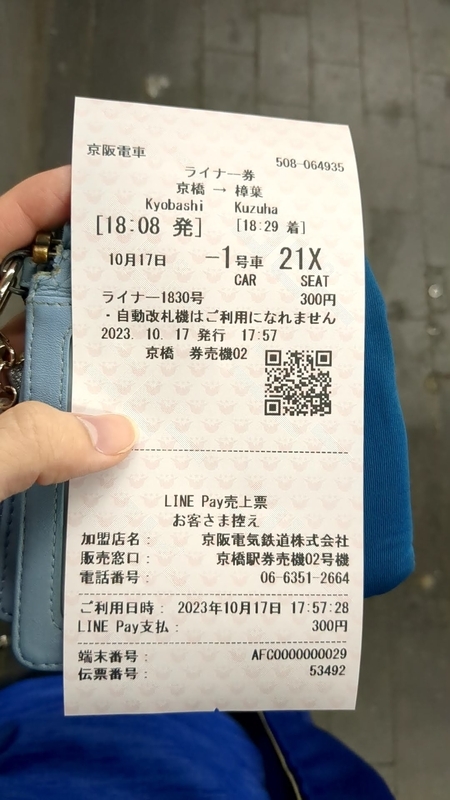 京阪電車
508-064935
ライナー券
京橋 → 樟葉
Kyobashi Kuzuha
[18:08 発] [18:29 着]
10月17日 −1号車 21X
CAR SEAT
ライナー1830号 300円
・自動改札機はご利用になれません
2023. 10. 17 発行 17:57
京橋 券売機02
LINE Pay売上票
お客さま控え
加盟店名： 京阪電気鉄道株式会社
販売窓口： 京橋駅券売機02号機
電話番号： 06-6351-2664
ご利用日時： 2023年10月17日 17:57:28
LINE Pay支払： 300円
端末番号： AFC0000000029
伝票番号： 53492